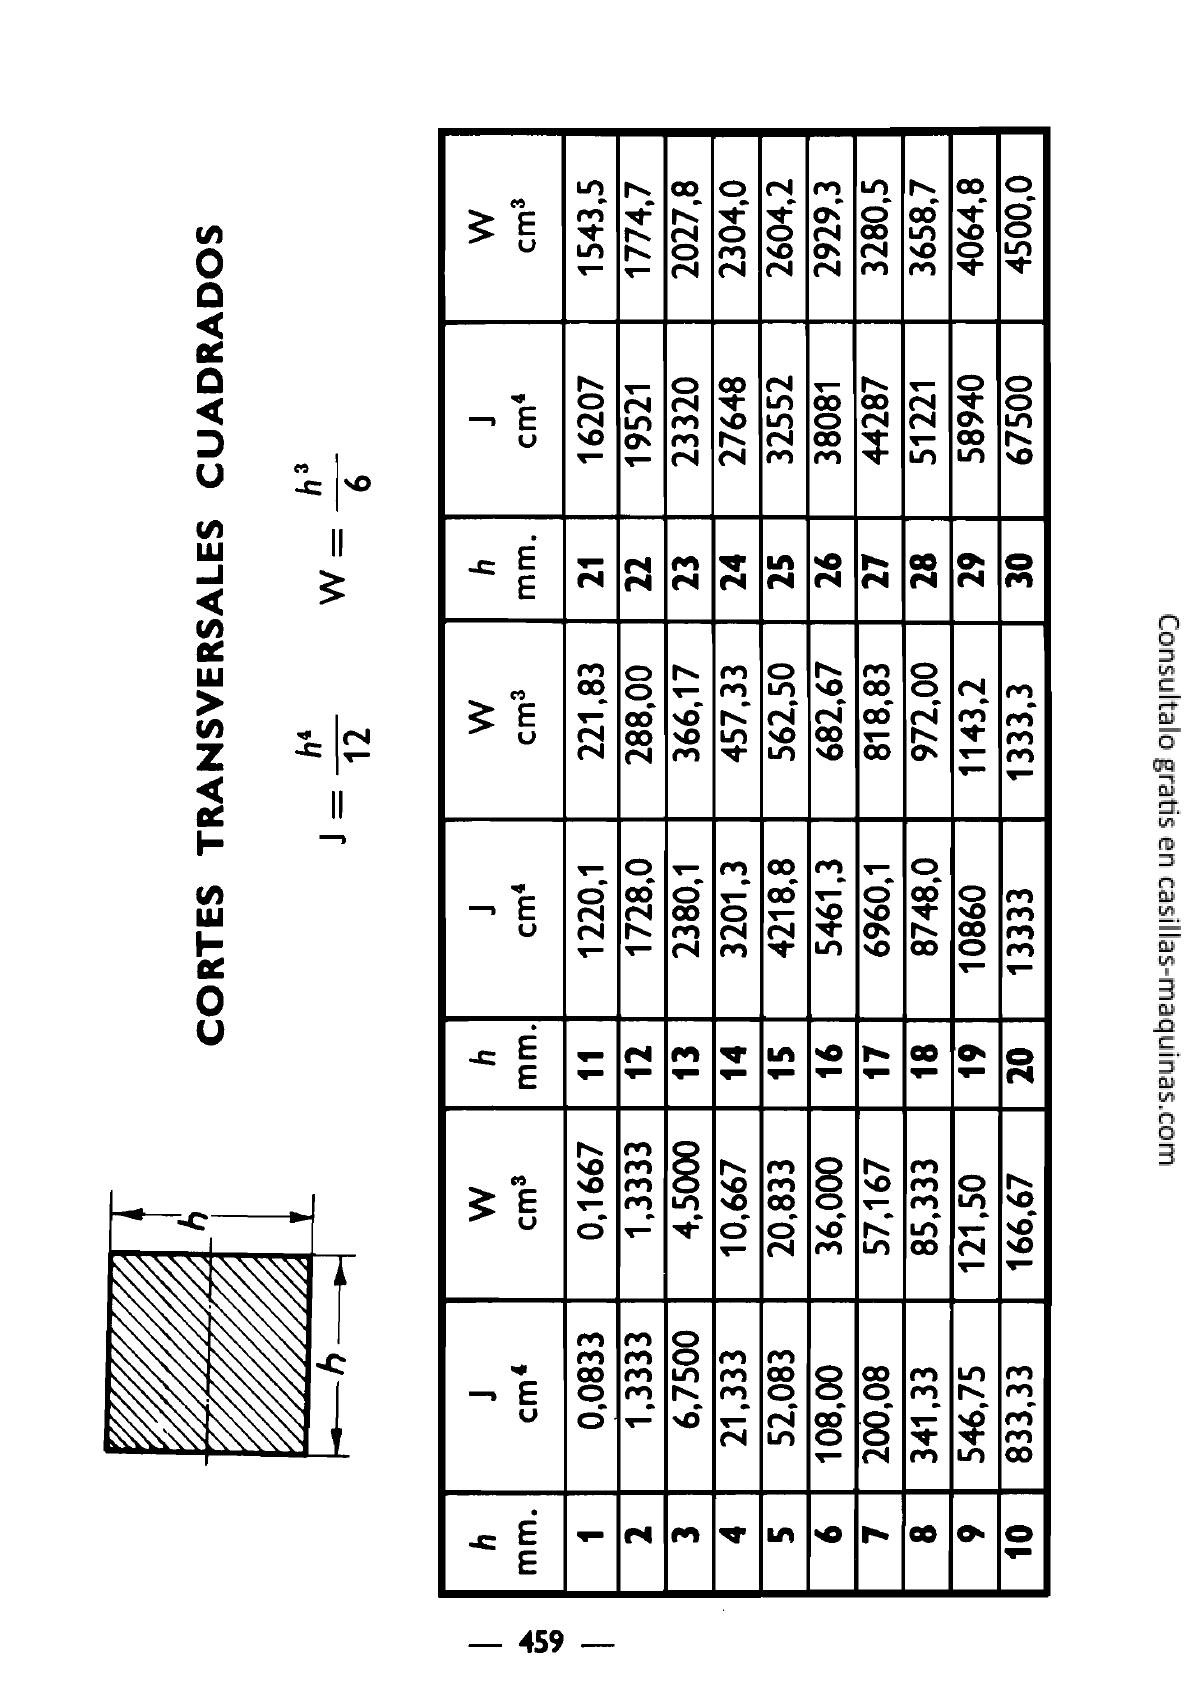 CORTES TRANSVERSALES CUADRADOS
h
h
J = h⁴ / 12 W = h³ / 6
h mm. J cm⁴ W cm³ h mm. J cm⁴ W cm³ h mm. J cm⁴ W cm³
1 0,0833 0,1667 11 1220,1 221,83 21 16207 1543,5
2 1,3333 1,3333 12 1728,0 288,00 22 19521 1774,7
3 6,7500 4,5000 13 2380,1 366,17 23 23320 2027,8
4 21,333 10,667 14 3201,3 457,33 24 27648 2304,0
5 52,083 20,833 15 4218,8 562,50 25 32552 2604,2
6 108,00 36,000 16 5461,3 682,67 26 38081 2929,3
7 200,08 57,167 17 6960,1 818,83 27 44287 3280,5
8 341,33 85,333 18 8748,0 972,00 28 51221 3658,7
9 546,75 121,50 19 10860 1143,2 29 58940 4064,8
10 833,33 166,67 20 13333 1333,3 30 67500 4500,0
— 459 —
Consultalo gratis en casillas-maquinas.com